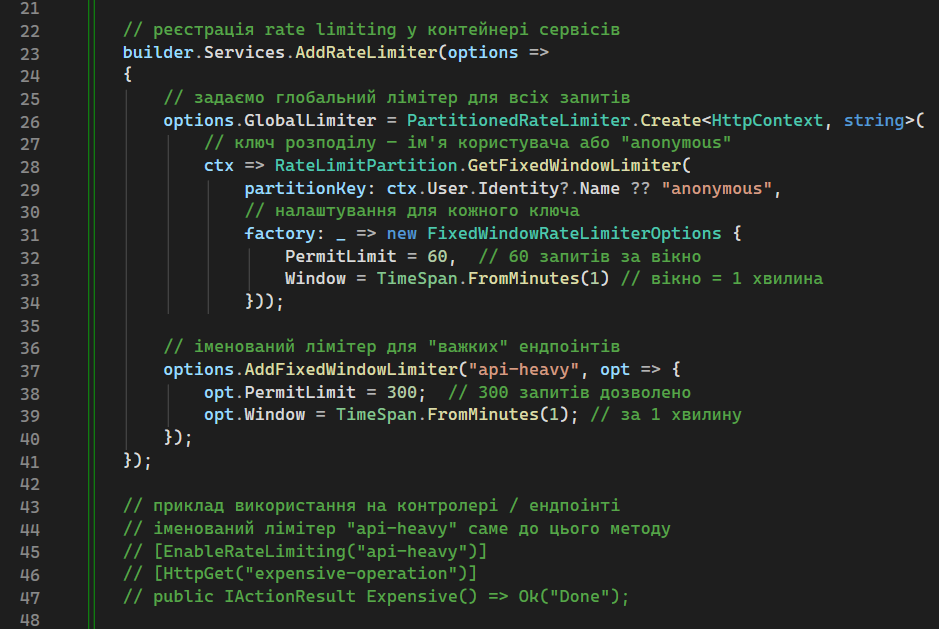 21
22 // реєстрація rate limiting у контейнері сервісів
23 builder.Services.AddRateLimiter(options =>
24 {
25 // задаємо глобальний лімітер для всіх запитів
26 options.GlobalLimiter = PartitionedRateLimiter.Create<HttpContext, string>(
27 // ключ розподілу — ім'я користувача або "anonymous"
28 ctx => RateLimitPartition.GetFixedWindowLimiter(
29 partitionKey: ctx.User.Identity?.Name ?? "anonymous",
30 // налаштування для кожного ключа
31 factory: _ => new FixedWindowRateLimiterOptions {
32 PermitLimit = 60, // 60 запитів за вікно
33 Window = TimeSpan.FromMinutes(1) // вікно = 1 хвилина
34 }));
35
36 // іменований лімітер для "важких" ендпоінтів
37 options.AddFixedWindowLimiter("api-heavy", opt => {
38 opt.PermitLimit = 300; // 300 запитів дозволено
39 opt.Window = TimeSpan.FromMinutes(1); // за 1 хвилину
40 });
41 });
42
43 // приклад використання на контролері / ендпоінті
44 // іменований лімітер "api-heavy" саме до цього методу
45 // [EnableRateLimiting("api-heavy")]
46 // [HttpGet("expensive-operation")]
47 // public IActionResult Expensive() => Ok("Done");
48